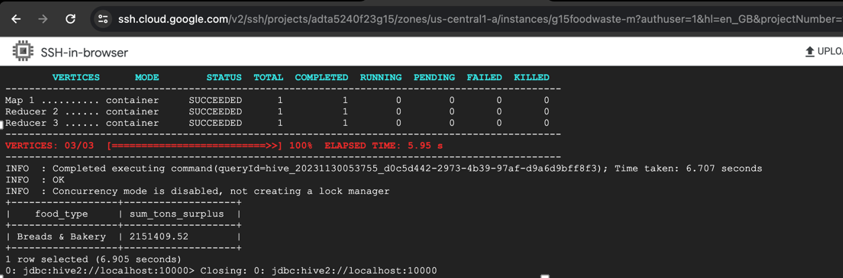 ssh.cloud.google.com/v2/ssh/projects/adta5240f23g15/zones/us-central1-a/instances/g15foodwaste-m?authuser=1&hl=en_GB&projectNumber=
SSH-in-browser UPLO
VERTICES MODE STATUS TOTAL COMPLETED RUNNING PENDING FAILED KILLED
----------------------------------------------------------------------------------------------
Map 1 .......... container SUCCEEDED 1 1 0 0 0 0
Reducer 2 ...... container SUCCEEDED 1 1 0 0 0 0
Reducer 3 ...... container SUCCEEDED 1 1 0 0 0 0
----------------------------------------------------------------------------------------------
VERTICES: 03/03 [==========================>>] 100% ELAPSED TIME: 5.95 s
----------------------------------------------------------------------------------------------
INFO : Completed executing command(queryId=hive_20231130053755_d0c5d442-2973-4b39-97af-d9a6d9bff8f3); Time taken: 6.707 seconds
INFO : OK
INFO : Concurrency mode is disabled, not creating a lock manager
+-------------------+-------------------+
| food_type | sum_tons_surplus |
+-------------------+-------------------+
| Breads & Bakery | 2151409.52 |
+-------------------+-------------------+
1 row selected (6.905 seconds)
0: jdbc:hive2://localhost:10000> Closing: 0: jdbc:hive2://localhost:10000